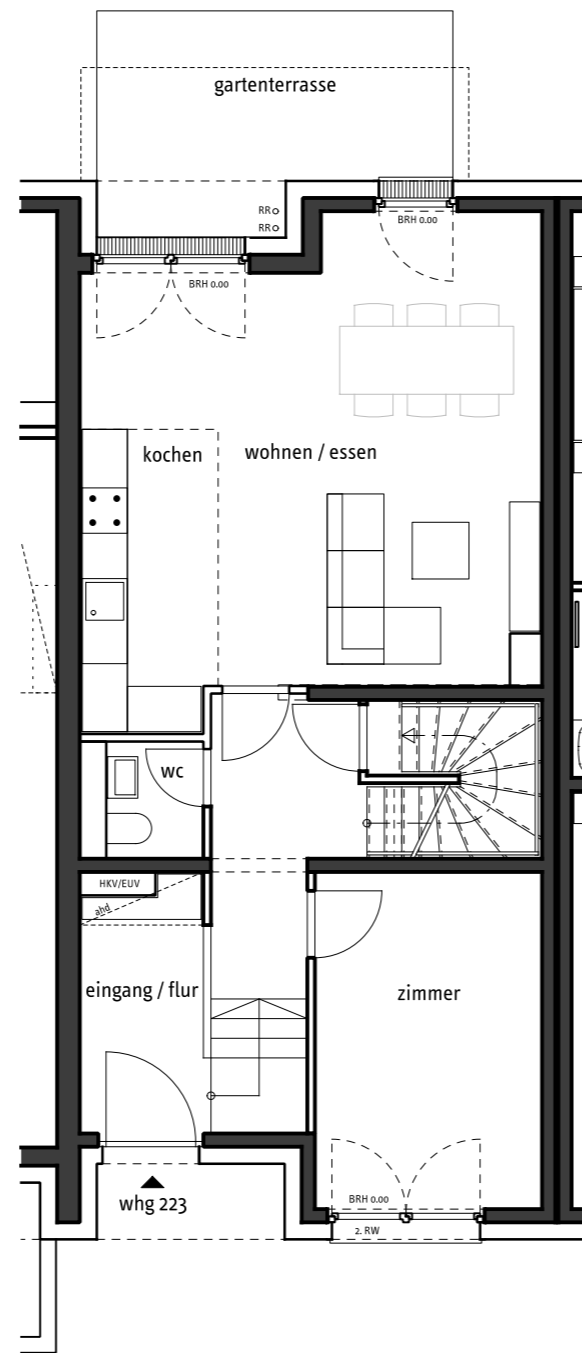 gartenterrasse
RR
RR
BRH 0.00
BRH 0.00
kochen
wohnen / essen
wc
HKV/EUV
ahd
eingang / flur
zimmer
BRH 0.00
whg 223
2. RW